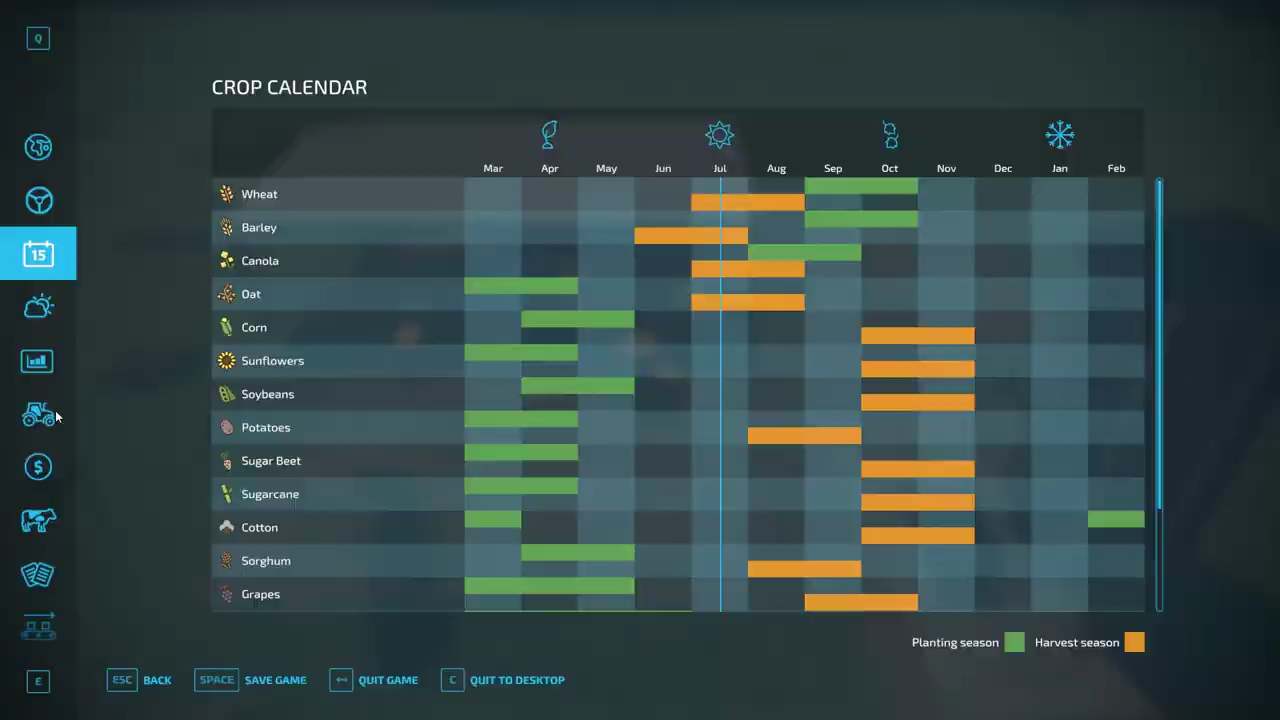 Q
CROP CALENDAR
Mar Apr May Jun Jul Aug Sep Oct Nov Dec Jan Feb
Wheat
Barley
Canola
Oat
Corn
Sunflowers
Soybeans
Potatoes
Sugar Beet
Sugarcane
Cotton
Sorghum
Grapes
15
$
Planting season Harvest season
E
ESC BACK SPACE SAVE GAME QUIT GAME C QUIT TO DESKTOP